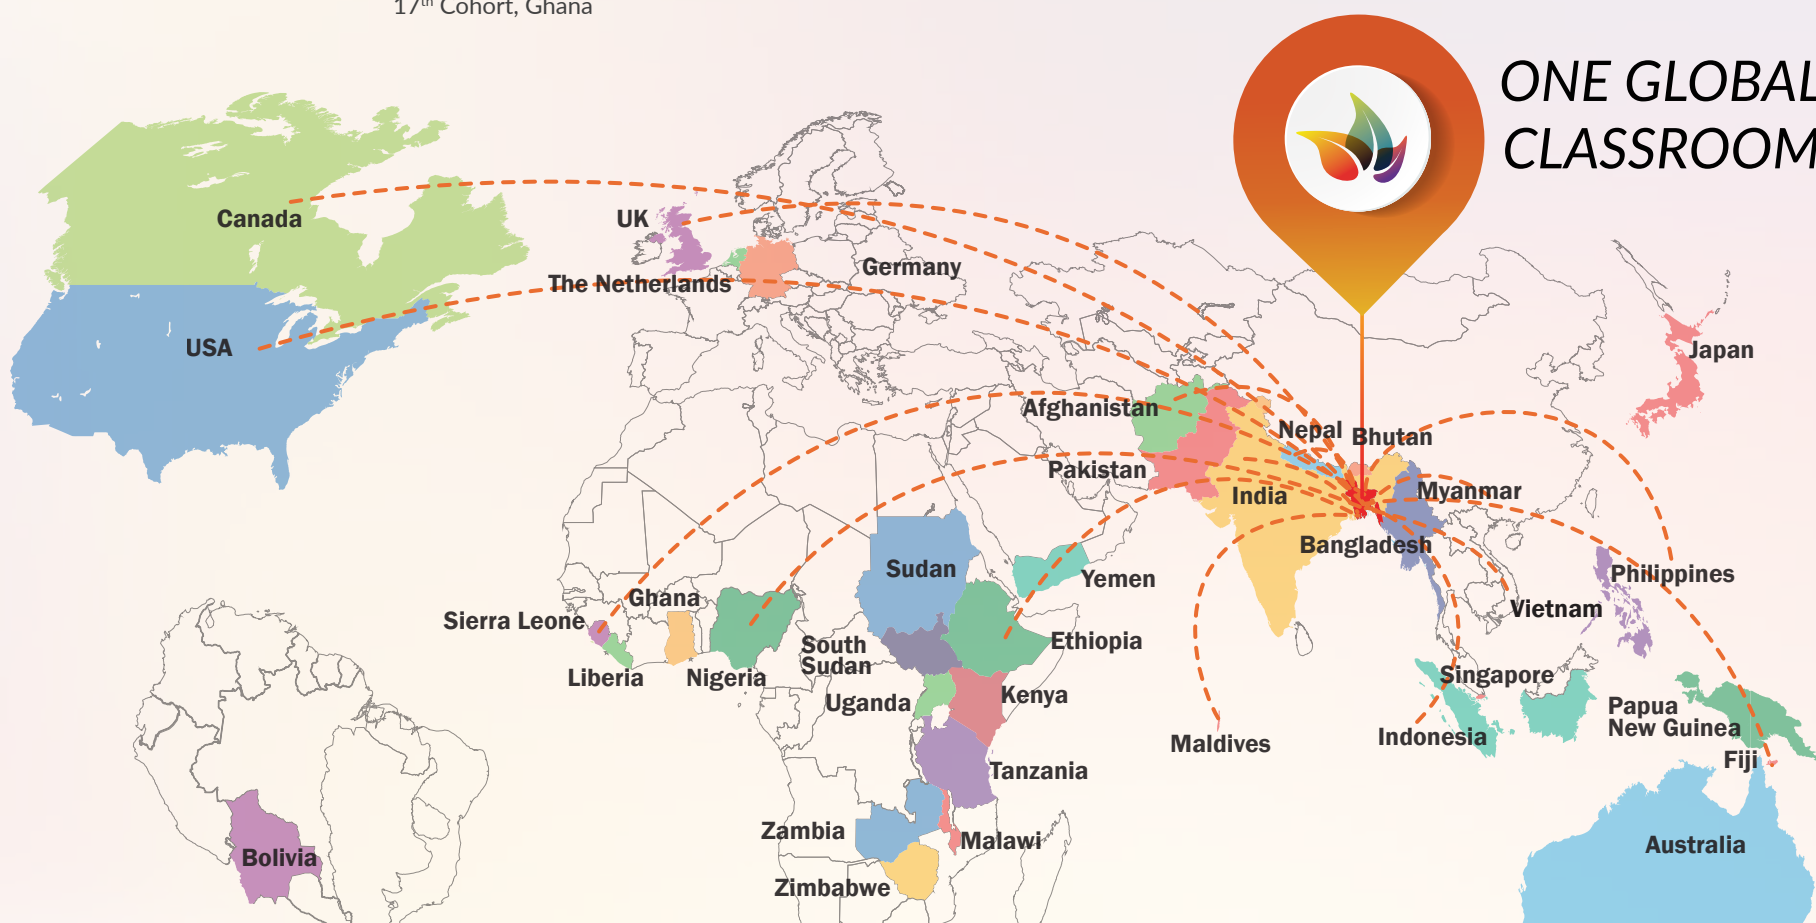 17th Cohort, Ghana
ONE GLOBAL
CLASSROOM
Canada
UK
The Netherlands
Germany
USA
Japan
Afghanistan
Nepal
Bhutan
Pakistan
India
Myanmar
Bangladesh
Sudan
Yemen
Philippines
Ghana
Vietnam
Sierra Leone
South
Sudan
Ethiopia
Liberia
Nigeria
Uganda
Kenya
Singapore
Papua
New Guinea
Maldives
Indonesia
Fiji
Tanzania
Zambia
Malawi
Australia
Bolivia
Zimbabwe